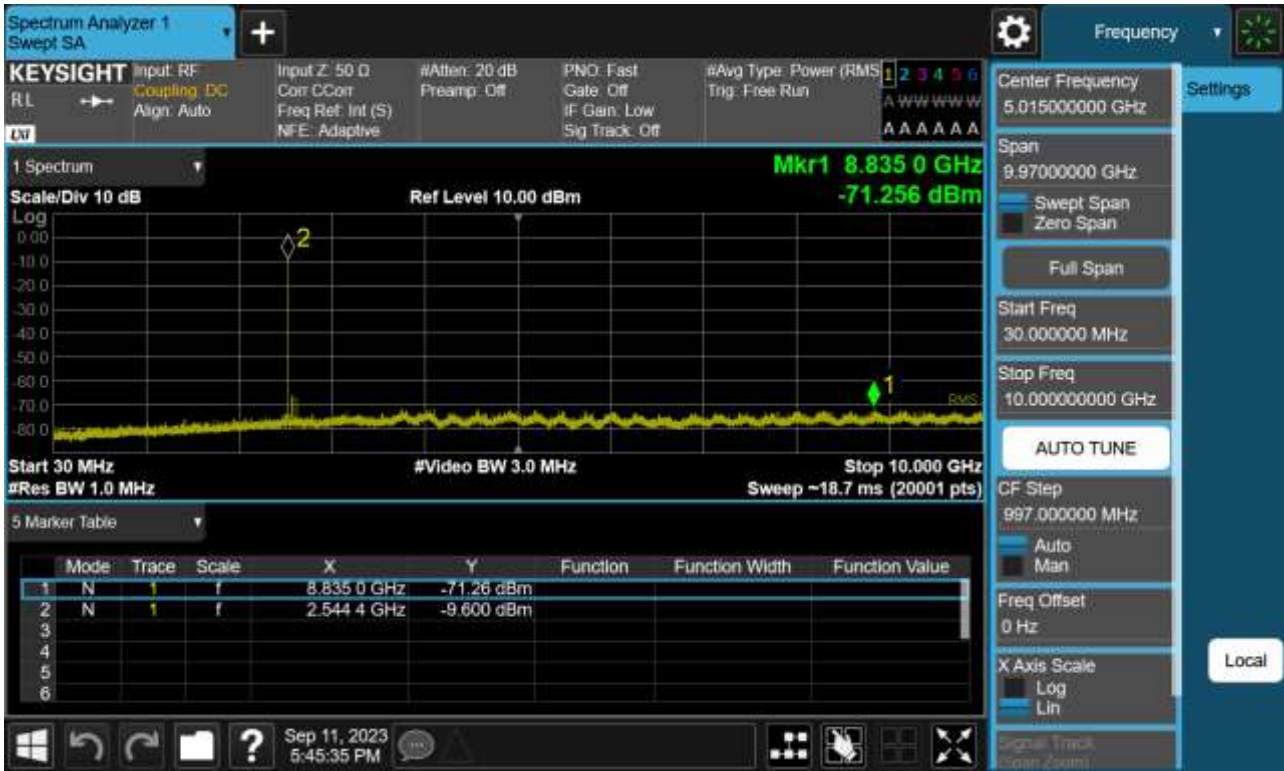 Spectrum Analyzer 1
Swept SA
+
Frequency
KEYSIGHT
RL
Input: RF
Coupling: DC
Align: Auto
Input Z: 50 Ω
Corr CCorr
Freq Ref: Int (S)
NFE: Adaptive
#Atten: 20 dB
Preamp: Off
PNO: Fast
Gate: Off
IF Gain: Low
Sig Track: Off
#Avg Type: Power (RMS
Trig: Free Run
1 2 3 4 5 6
A W W W W W
A A A A A A
1 Spectrum
Scale/Div 10 dB
Ref Level 10.00 dBm
Mkr1 8.835 0 GHz
-71.256 dBm
Log
0.00
-10.0
-20.0
-30.0
-40.0
-50.0
-60.0
-70.0
-80.0
2
1
RMS
Start 30 MHz
#Video BW 3.0 MHz
Stop 10.000 GHz
#Res BW 1.0 MHz
Sweep ~18.7 ms (20001 pts)
5 Marker Table
Mode Trace Scale X Y Function Function Width Function Value
1 N 1 f 8.835 0 GHz -71.26 dBm
2 N 1 f 2.544 4 GHz -9.600 dBm
3
4
5
6
?
Sep 11, 2023
5:45:35 PM
Center Frequency
5.015000000 GHz
Span
9.97000000 GHz
Swept Span
Zero Span
Full Span
Start Freq
30.000000 MHz
Stop Freq
10.000000000 GHz
AUTO TUNE
CF Step
997.000000 MHz
Auto
Man
Freq Offset
0 Hz
X Axis Scale
Log
Lin
Signal Track
(Span Zoom)
Settings
Local